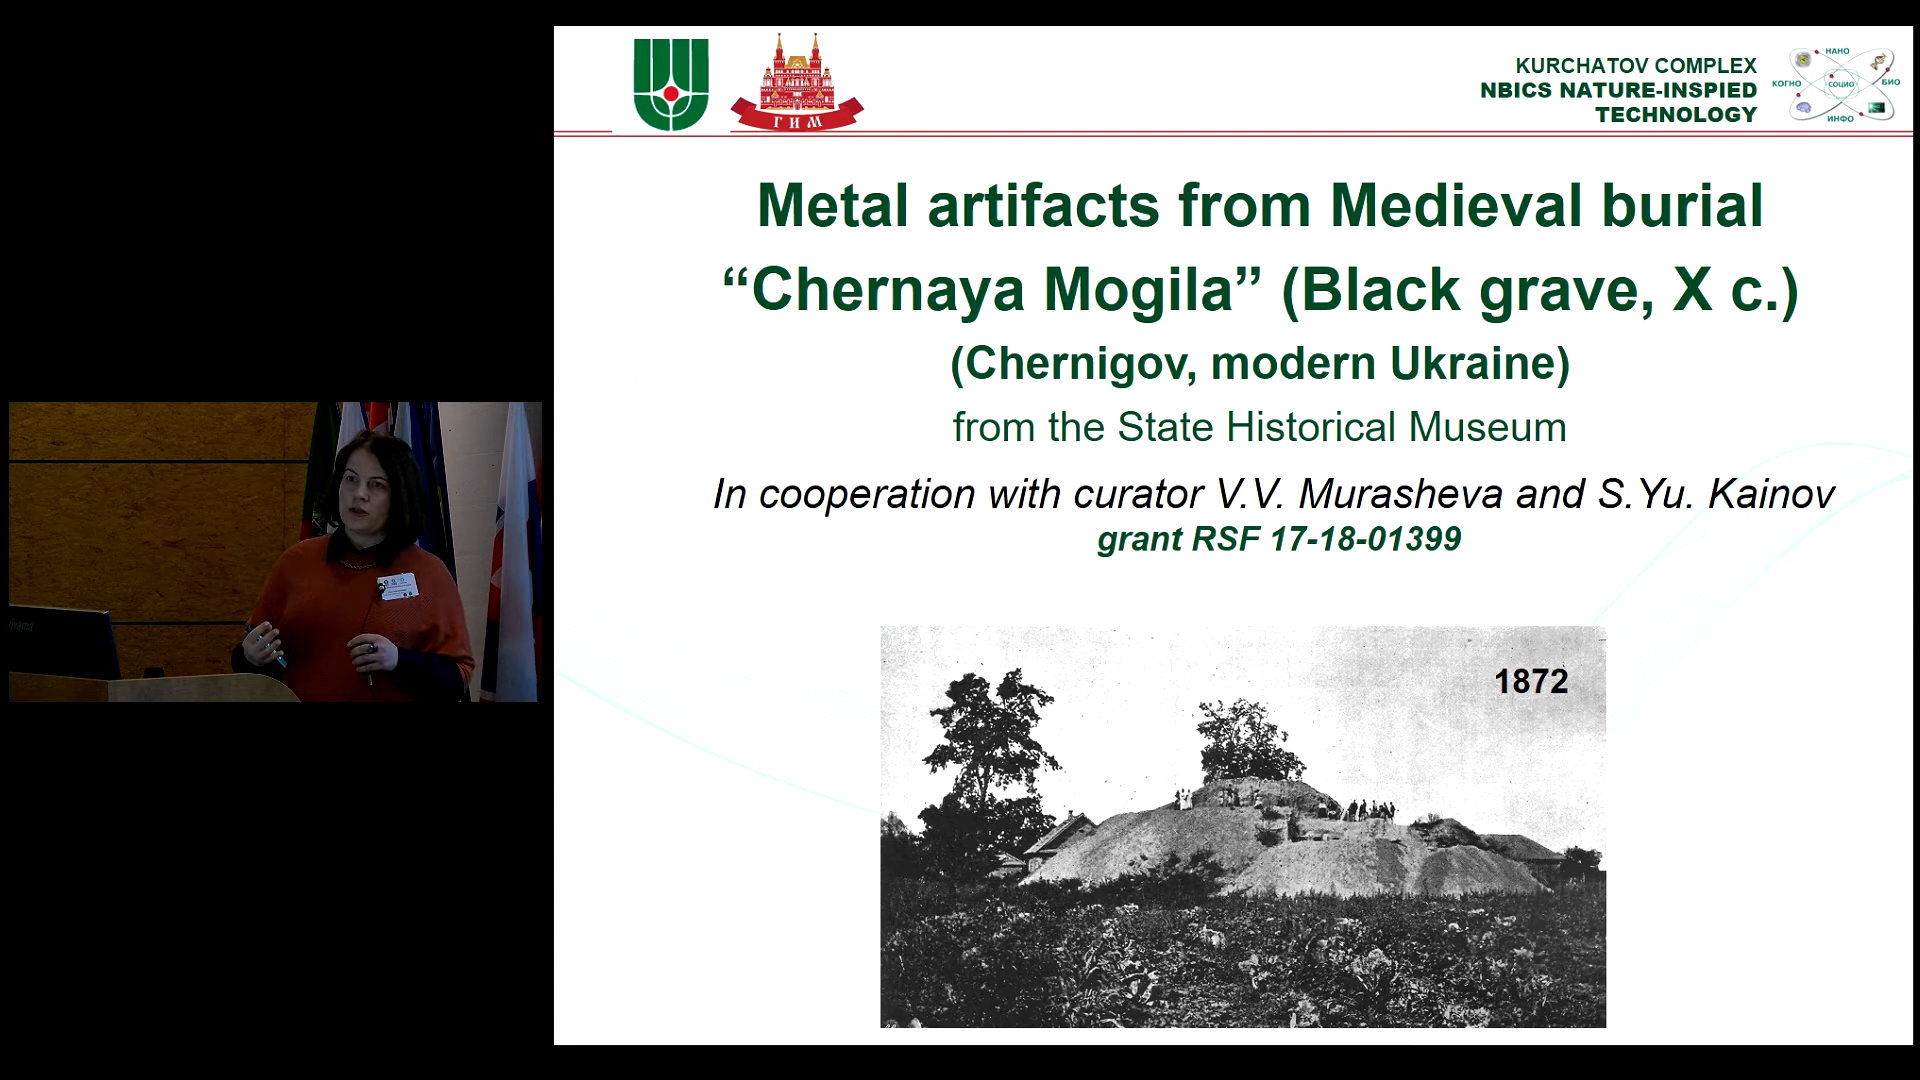 ГИМ
KURCHATOV COMPLEX
NBICS NATURE-INSPIED
TECHNOLOGY
НАНО
КОГНО
СОЦИО
БИО
ИНФО
Metal artifacts from Medieval burial
“Chernaya Mogila” (Black grave, X c.)
(Chernigov, modern Ukraine)
from the State Historical Museum
In cooperation with curator V.V. Murasheva and S.Yu. Kainov
grant RSF 17-18-01399
1872
iiyama